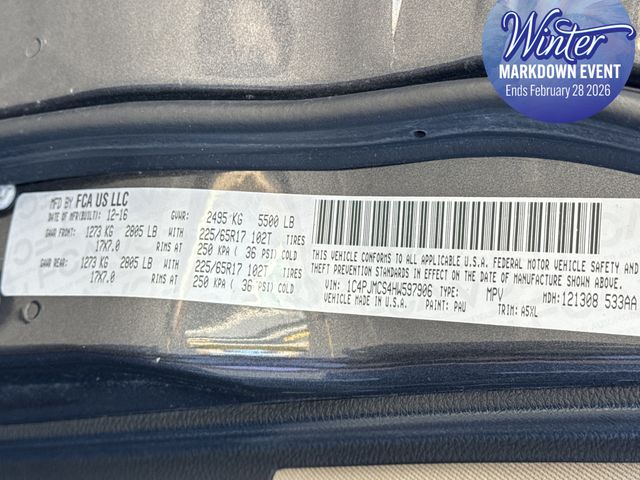 Winter
MARKDOWN EVENT
Ends February 28 2026
MFD BY FCA US LLC
DATE OF MFR(BUILT): 12-16 GVWR: 2495 KG 5500 LB
GAWR FRONT: 1273 KG 2805 LB WITH 225/65R17 102T TIRES
17X7.0 RIMS AT 250 KPA ( 36 PSI) COLD
GAWR REAR: 1273 KG 2805 LB WITH 225/65R17 102T TIRES
17X7.0 RIMS AT 250 KPA ( 36 PSI) COLD
THIS VEHICLE CONFORMS TO ALL APPLICABLE U.S.A. FEDERAL MOTOR VEHICLE SAFETY AND
THEFT PREVENTION STANDARDS IN EFFECT ON THE DATE OF MANUFACTURE SHOWN ABOVE.
VIN: 1C4PJMCS4HW597906 TYPE: MPV MDH: 121308 533AA
VEHICLE MADE IN U.S.A. PAINT: PAU TRIM: A5XL